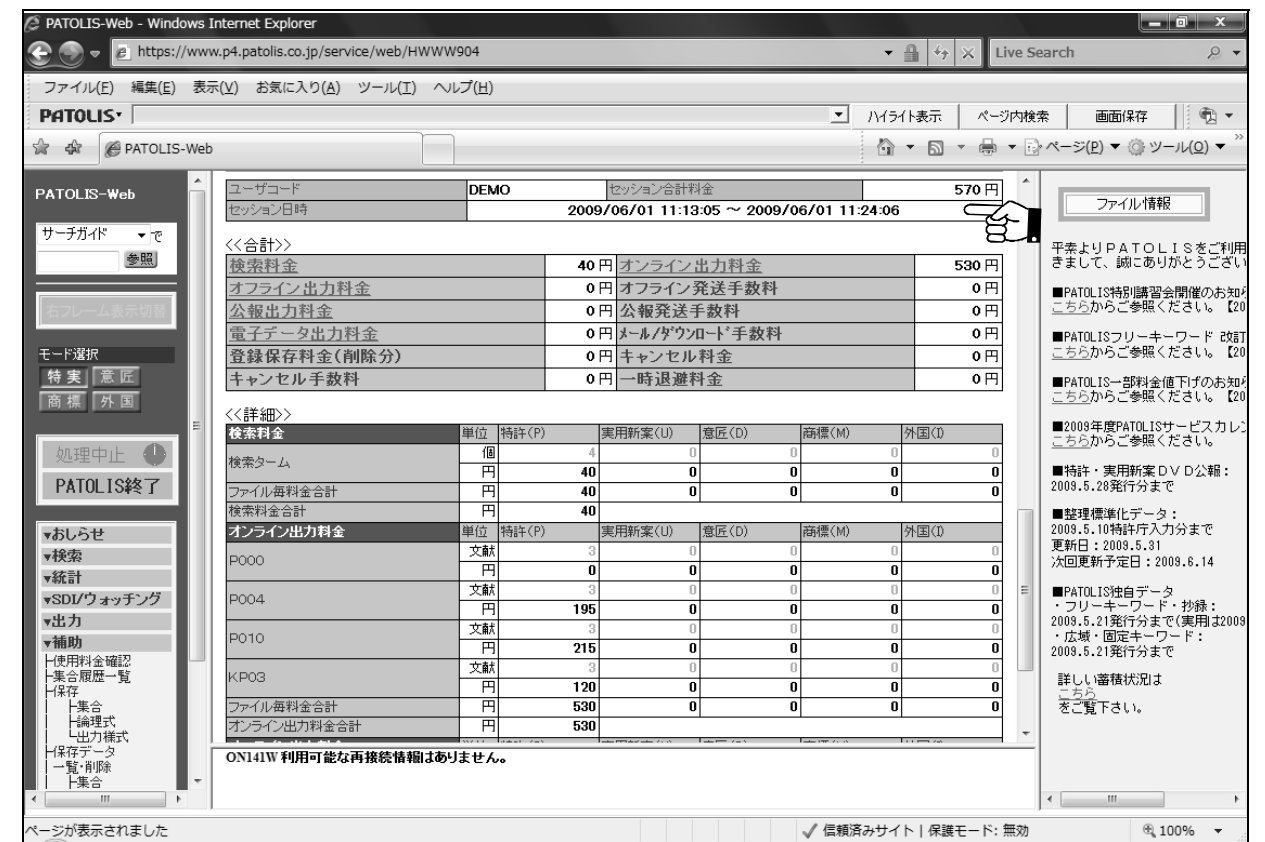 PATOLIS-Web - Windows Internet Explorer
https://www.p4.patolis.co.jp/service/web/HWWW904
Live Search
ファイル(F) 編集(E) 表示(V) お気に入り(A) ツール(T) ヘルプ(H)
PATOLIS
ハイライト表示 ページ内検索 画面保存
PATOLIS-Web
ページ(P) ツール(O)
PATOLIS-Web
サーチガイド で
参照
右フレーム表示切替
モード選択
特実 意匠
商標 外国
処理中止
PATOLIS終了
▼おしらせ
▼検索
▼統計
▼SDI/ウォッチング
▼出力
▼補助
├使用料金確認
├集合履歴一覧
├保存
│ ├集合
│ ├論理式
│ └出力様式
├保存データ
│一覧・削除
│ ├集合
ユーザコード DEMO セッション合計料金 570 円
セッション日時 2009/06/01 11:13:05 ～ 2009/06/01 11:24:06
<<合計>>
検索料金 40 円 オンライン出力料金 530 円
オフライン出力料金 0 円 オフライン発送手数料 0 円
公報出力料金 0 円 公報発送手数料 0 円
電子データ出力料金 0 円 メール/ダウンロード手数料 0 円
登録保存料金(削除分) 0 円 キャンセル料金 0 円
キャンセル手数料 0 円 一時退避料金 0 円
<<詳細>>
検索料金 単位 特許(P) 実用新案(U) 意匠(D) 商標(M) 外国(I)
検索ターム 個 4 0 0 0 0
円 40 0 0 0 0
ファイル毎料金合計 円 40 0 0 0 0
検索料金合計 円 40
オンライン出力料金 単位 特許(P) 実用新案(U) 意匠(D) 商標(M) 外国(I)
P000 文献 3 0 0 0 0
円 0 0 0 0 0
P004 文献 3 0 0 0 0
円 195 0 0 0 0
P010 文献 3 0 0 0 0
円 215 0 0 0 0
KP03 文献 3 0 0 0 0
円 120 0 0 0 0
ファイル毎料金合計 円 530 0 0 0 0
オンライン出力料金合計 円 530
ON141W 利用可能な再接続情報はありません。
ファイル情報
平素よりＰＡＴＯＬＩＳをご利用
きまして、誠にありがとうござい
■PATOLIS特別講習会開催のお知ら
こちらからご参照ください。【20
■PATOLISフリーキーワード 改訂
こちらからご参照ください。【20
■PATOLIS一部料金値下げのお知ら
こちらからご参照ください。【20
■2009年度PATOLISサービスカレン
こちらからご参照ください。
■特許・実用新案ＤＶＤ公報：
2009.5.28発行分まで
■整理標準化データ：
2009.5.10特許庁入力分まで
更新日：2009.5.31
次回更新予定日：2009.6.14
■PATOLIS独自データ
・フリーキーワード・抄録：
2009.5.21発行分まで(実用は2009
・広域・固定キーワード：
2009.5.21発行分まで
詳しい蓄積状況は
こちら
をご覧下さい。
ページが表示されました 信頼済みサイト | 保護モード: 無効 100%